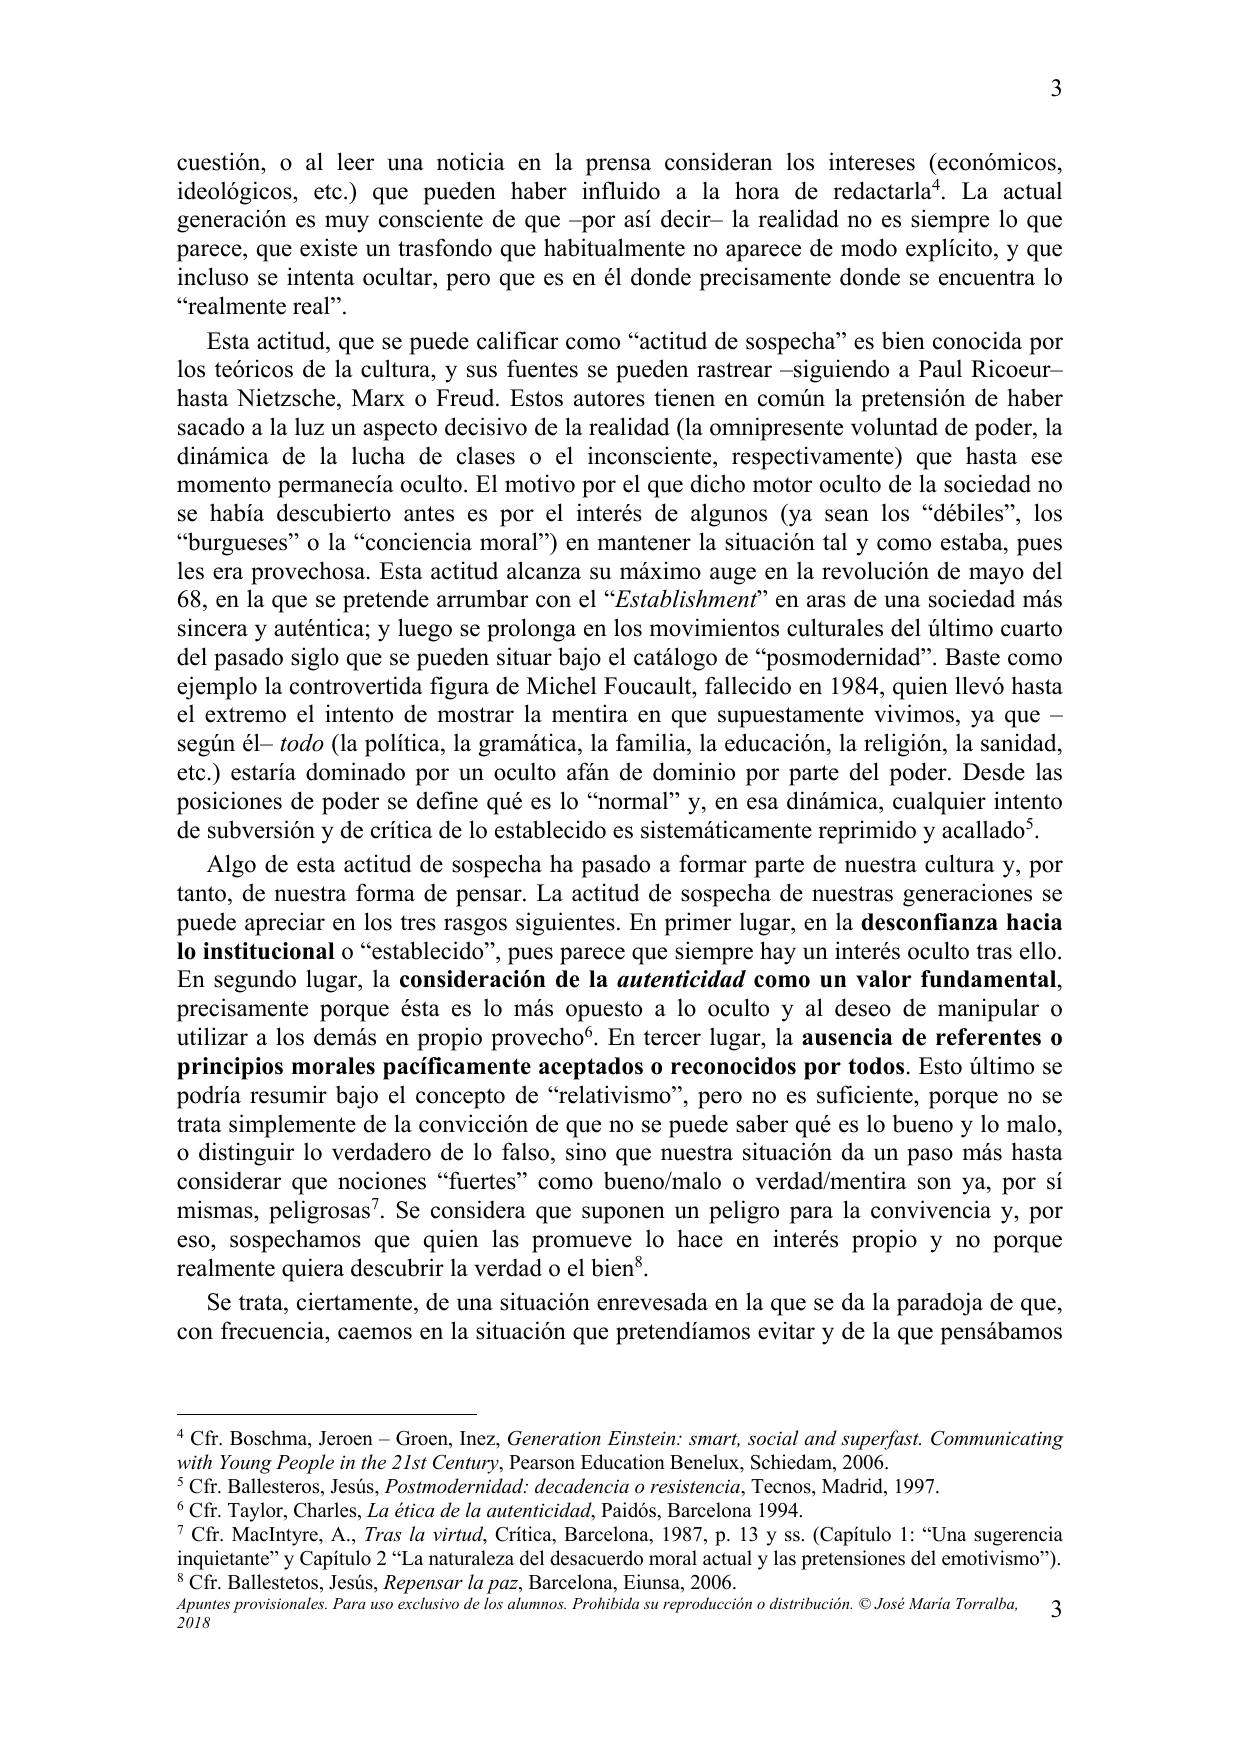 3
cuestión, o al leer una noticia en la prensa consideran los intereses (económicos,
ideológicos, etc.) que pueden haber influido a la hora de redactarla4. La actual
generación es muy consciente de que –por así decir– la realidad no es siempre lo que
parece, que existe un trasfondo que habitualmente no aparece de modo explícito, y que
incluso se intenta ocultar, pero que es en él donde precisamente donde se encuentra lo
“realmente real”.
Esta actitud, que se puede calificar como “actitud de sospecha” es bien conocida por
los teóricos de la cultura, y sus fuentes se pueden rastrear –siguiendo a Paul Ricoeur–
hasta Nietzsche, Marx o Freud. Estos autores tienen en común la pretensión de haber
sacado a la luz un aspecto decisivo de la realidad (la omnipresente voluntad de poder, la
dinámica de la lucha de clases o el inconsciente, respectivamente) que hasta ese
momento permanecía oculto. El motivo por el que dicho motor oculto de la sociedad no
se había descubierto antes es por el interés de algunos (ya sean los “débiles”, los
“burgueses” o la “conciencia moral”) en mantener la situación tal y como estaba, pues
les era provechosa. Esta actitud alcanza su máximo auge en la revolución de mayo del
68, en la que se pretende arrumbar con el “Establishment” en aras de una sociedad más
sincera y auténtica; y luego se prolonga en los movimientos culturales del último cuarto
del pasado siglo que se pueden situar bajo el catálogo de “posmodernidad”. Baste como
ejemplo la controvertida figura de Michel Foucault, fallecido en 1984, quien llevó hasta
el extremo el intento de mostrar la mentira en que supuestamente vivimos, ya que –
según él– todo (la política, la gramática, la familia, la educación, la religión, la sanidad,
etc.) estaría dominado por un oculto afán de dominio por parte del poder. Desde las
posiciones de poder se define qué es lo “normal” y, en esa dinámica, cualquier intento
de subversión y de crítica de lo establecido es sistemáticamente reprimido y acallado5.
Algo de esta actitud de sospecha ha pasado a formar parte de nuestra cultura y, por
tanto, de nuestra forma de pensar. La actitud de sospecha de nuestras generaciones se
puede apreciar en los tres rasgos siguientes. En primer lugar, en la desconfianza hacia
lo institucional o “establecido”, pues parece que siempre hay un interés oculto tras ello.
En segundo lugar, la consideración de la autenticidad como un valor fundamental,
precisamente porque ésta es lo más opuesto a lo oculto y al deseo de manipular o
utilizar a los demás en propio provecho6. En tercer lugar, la ausencia de referentes o
principios morales pacíficamente aceptados o reconocidos por todos. Esto último se
podría resumir bajo el concepto de “relativismo”, pero no es suficiente, porque no se
trata simplemente de la convicción de que no se puede saber qué es lo bueno y lo malo,
o distinguir lo verdadero de lo falso, sino que nuestra situación da un paso más hasta
considerar que nociones “fuertes” como bueno/malo o verdad/mentira son ya, por sí
mismas, peligrosas7. Se considera que suponen un peligro para la convivencia y, por
eso, sospechamos que quien las promueve lo hace en interés propio y no porque
realmente quiera descubrir la verdad o el bien8.
Se trata, ciertamente, de una situación enrevesada en la que se da la paradoja de que,
con frecuencia, caemos en la situación que pretendíamos evitar y de la que pensábamos
4 Cfr. Boschma, Jeroen – Groen, Inez, Generation Einstein: smart, social and superfast. Communicating
with Young People in the 21st Century, Pearson Education Benelux, Schiedam, 2006.
5 Cfr. Ballesteros, Jesús, Postmodernidad: decadencia o resistencia, Tecnos, Madrid, 1997.
6 Cfr. Taylor, Charles, La ética de la autenticidad, Paidós, Barcelona 1994.
7 Cfr. MacIntyre, A., Tras la virtud, Crítica, Barcelona, 1987, p. 13 y ss. (Capítulo 1: “Una sugerencia
inquietante” y Capítulo 2 “La naturaleza del desacuerdo moral actual y las pretensiones del emotivismo”).
8 Cfr. Ballestetos, Jesús, Repensar la paz, Barcelona, Eiunsa, 2006.
Apuntes provisionales. Para uso exclusivo de los alumnos. Prohibida su reproducción o distribución. © José María Torralba, 3
2018